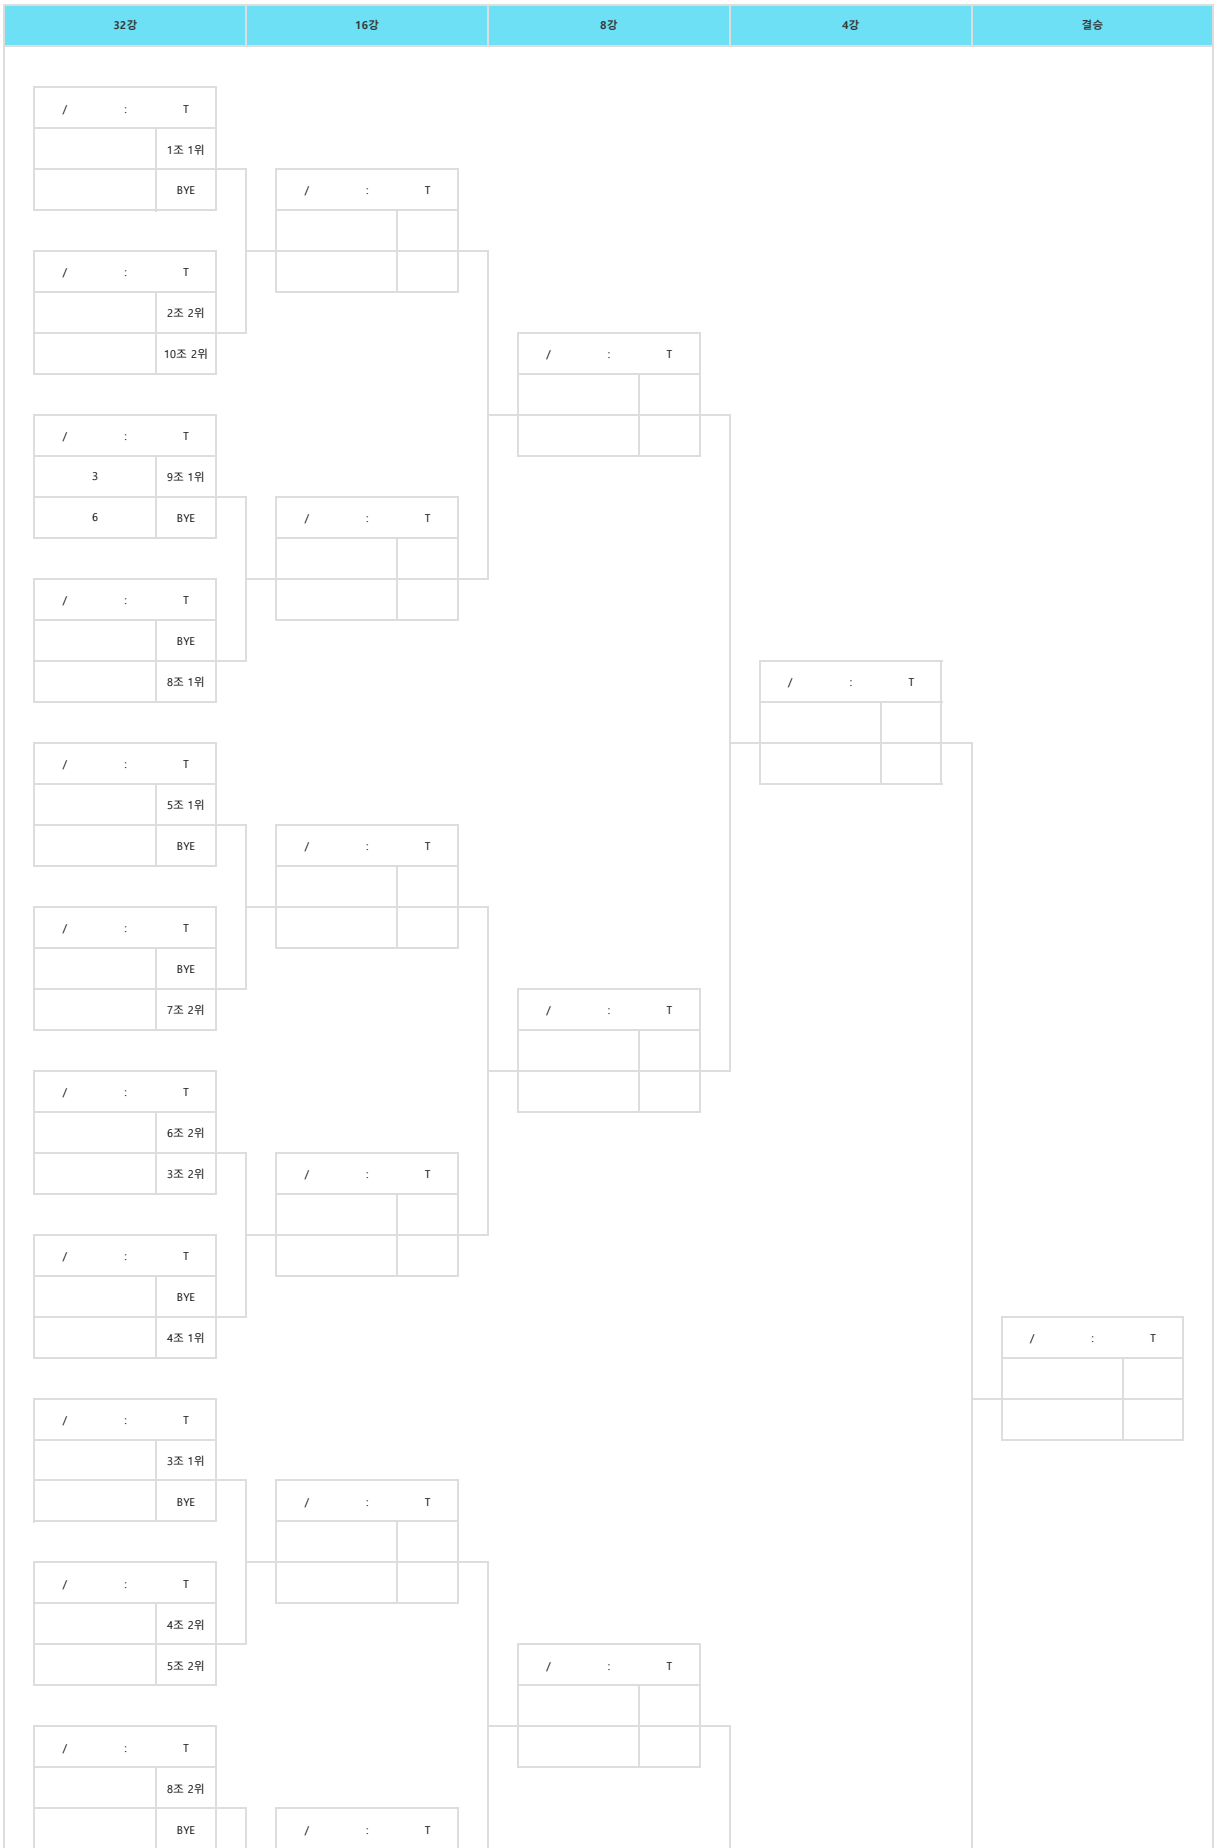 32강 16강 8강 4강 결승
/ : T
1조 1위
BYE
/ : T
/ : T
2조 2위
10조 2위
/ : T
/ : T
3 9조 1위
6 BYE
/ : T
/ : T
BYE
8조 1위
/ : T
/ : T
5조 1위
BYE
/ : T
/ : T
BYE
7조 2위
/ : T
/ : T
6조 2위
3조 2위
/ : T
/ : T
BYE
4조 1위
/ : T
/ : T
3조 1위
BYE
/ : T
/ : T
4조 2위
5조 2위
/ : T
/ : T
8조 2위
BYE
/ : T